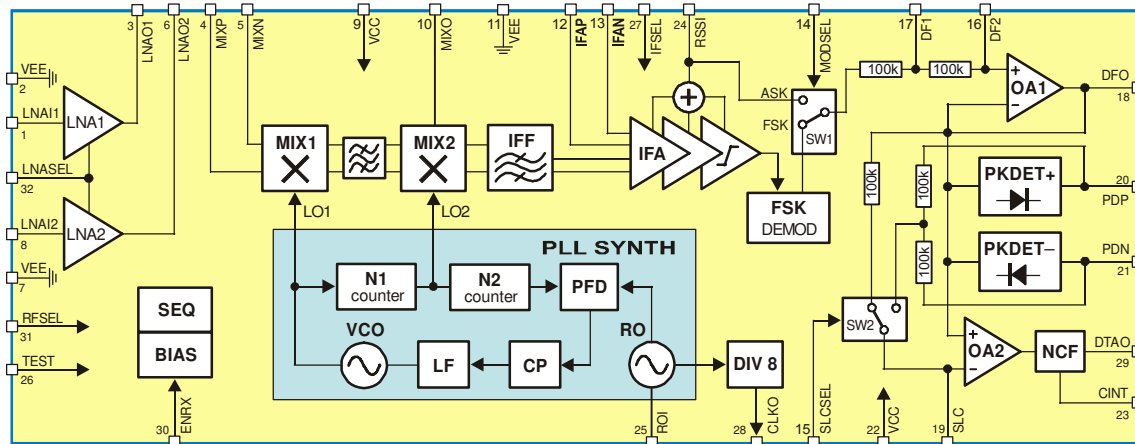 3 LNAO1
6 LNAO2
4 MIXP
5 MIXN
9 VCC
10 MIXO
11 VEE
12 IFAP
13 IFAN
27 IFSEL
24 RSSI
14 MODSEL
17 DF1
16 DF2
VEE
2
LNAI1
1
LNASEL
32
LNAI2
8
VEE
7
RFSEL
31
TEST
26
LNA1
LNA2
MIX1
MIX2
IFF
IFA
+
ASK
FSK
SW1
100k
100k
+
OA1
–
DFO
18
LO1
LO2
FSK
DEMOD
100k
100k
100k
PKDET+
20
PDP
PKDET–
PDN
21
PLL SYNTH
N1
counter
N2
counter
PFD
VCO
LF
CP
RO
DIV 8
SEQ
BIAS
SW2
+
OA2
–
NCF
DTAO
29
CINT
23
30 ENRX
25 ROI
28 CLKO
15 SLCSEL
22 VCC
19 SLC